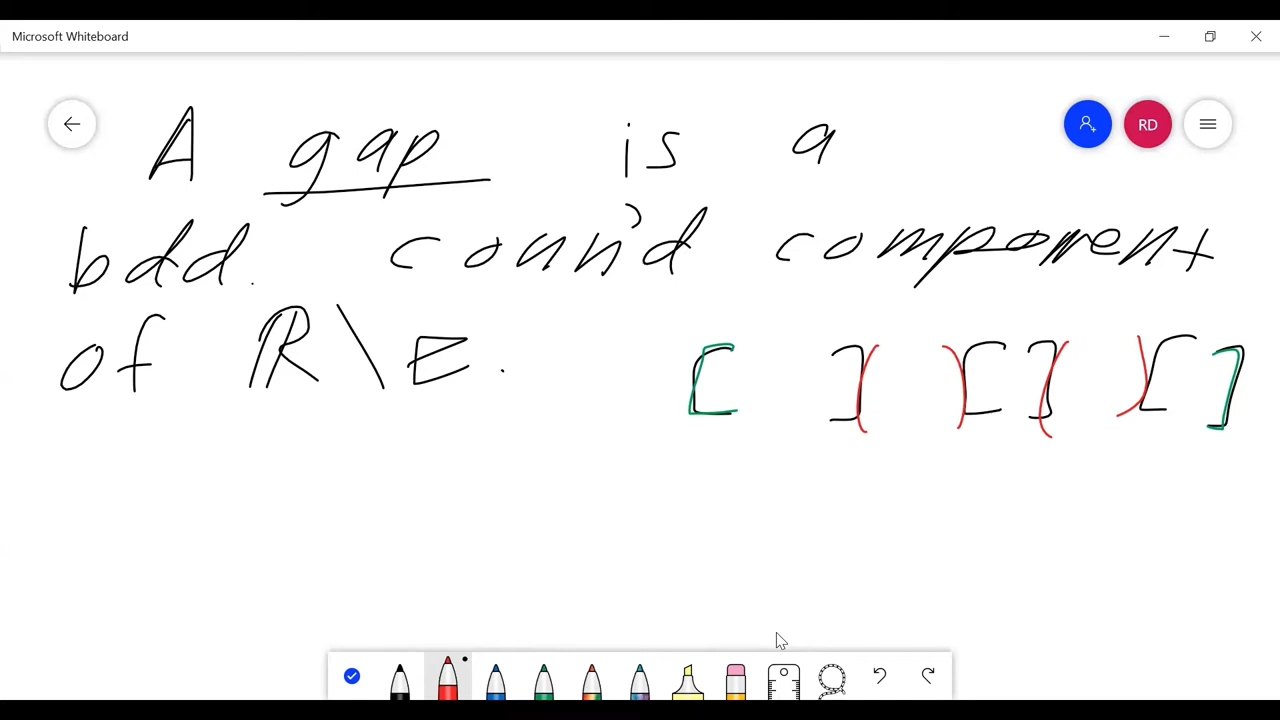 Microsoft Whiteboard
A gap is a
RD
bdd. conn'd component
of ℝ\E. [ ]( )[ ]( )[ ]